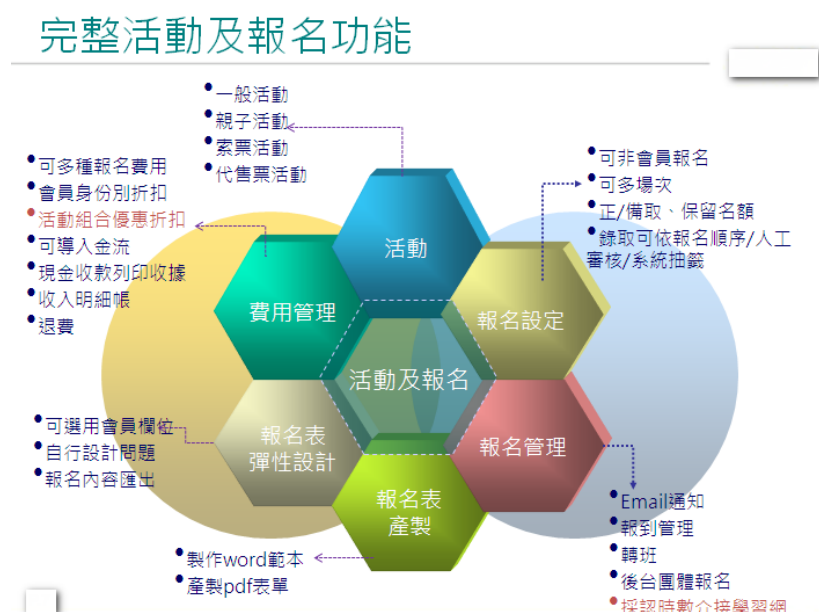 完整活動及報名功能
一般活動
親子活動
索票活動
代售票活動
可多種報名費用
會員身份別折扣
活動組合優惠折扣
可導入金流
現金收款列印收據
收入明細帳
退費
可非會員報名
可多場次
正/備取、保留名額
錄取可依報名順序/人工
審核/系統抽籤
活動
費用管理
報名設定
活動及報名
報名表
彈性設計
報名管理
報名表
產製
可選用會員欄位
自行設計問題
報名內容匯出
製作word範本
產製pdf表單
Email通知
報到管理
轉班
後台團體報名
採認時數介接學習網